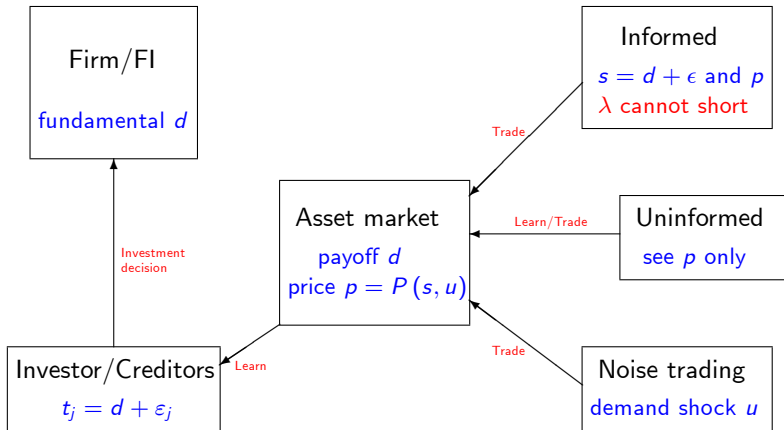 Firm/FI
fundamental d
Informed
s = d + ϵ and p
λ cannot short
Trade
Asset market
payoff d
price p = P (s, u)
Learn/Trade
Uninformed
see p only
Investment
decision
Investor/Creditors
t_j = d + ε_j
Learn
Trade
Noise trading
demand shock u